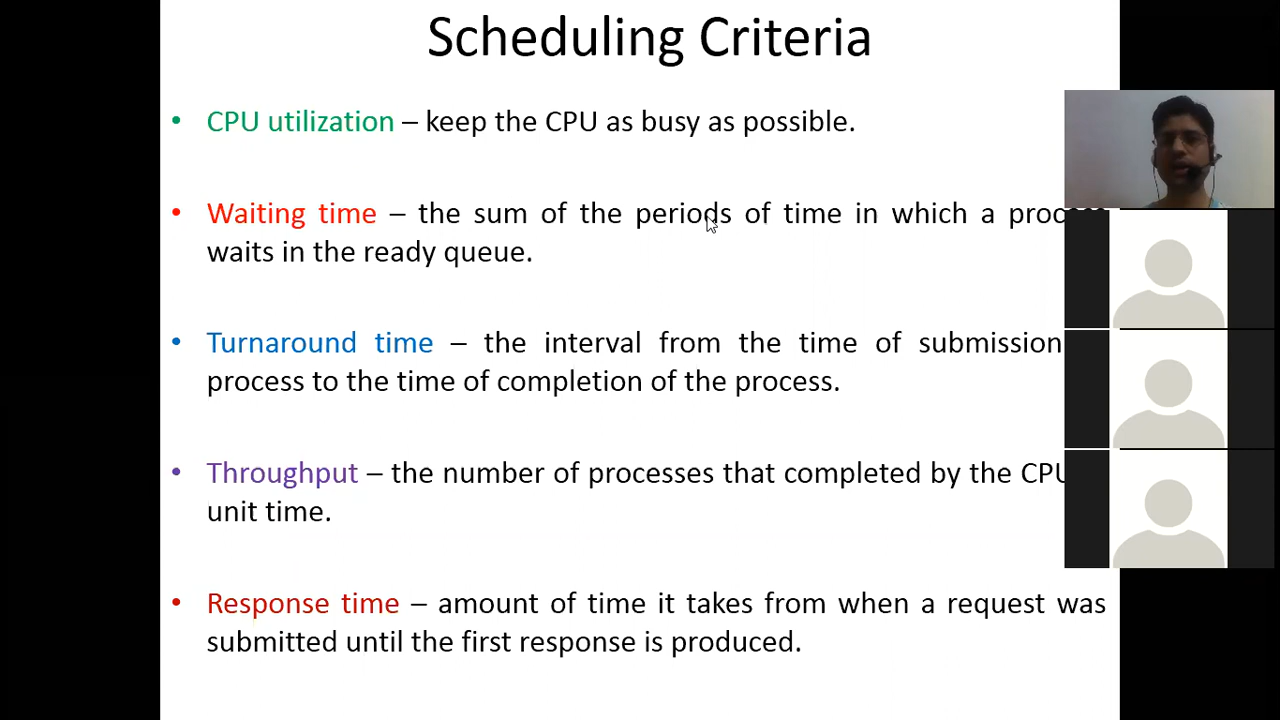 Scheduling Criteria
• CPU utilization – keep the CPU as busy as possible.
• Waiting time – the sum of the periods of time in which a process
waits in the ready queue.
• Turnaround time – the interval from the time of submission
process to the time of completion of the process.
• Throughput – the number of processes that completed by the CPU
unit time.
• Response time – amount of time it takes from when a request was
submitted until the first response is produced.